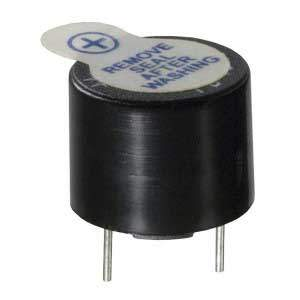 +
REMOVE
SEAL
AFTER
WASHING